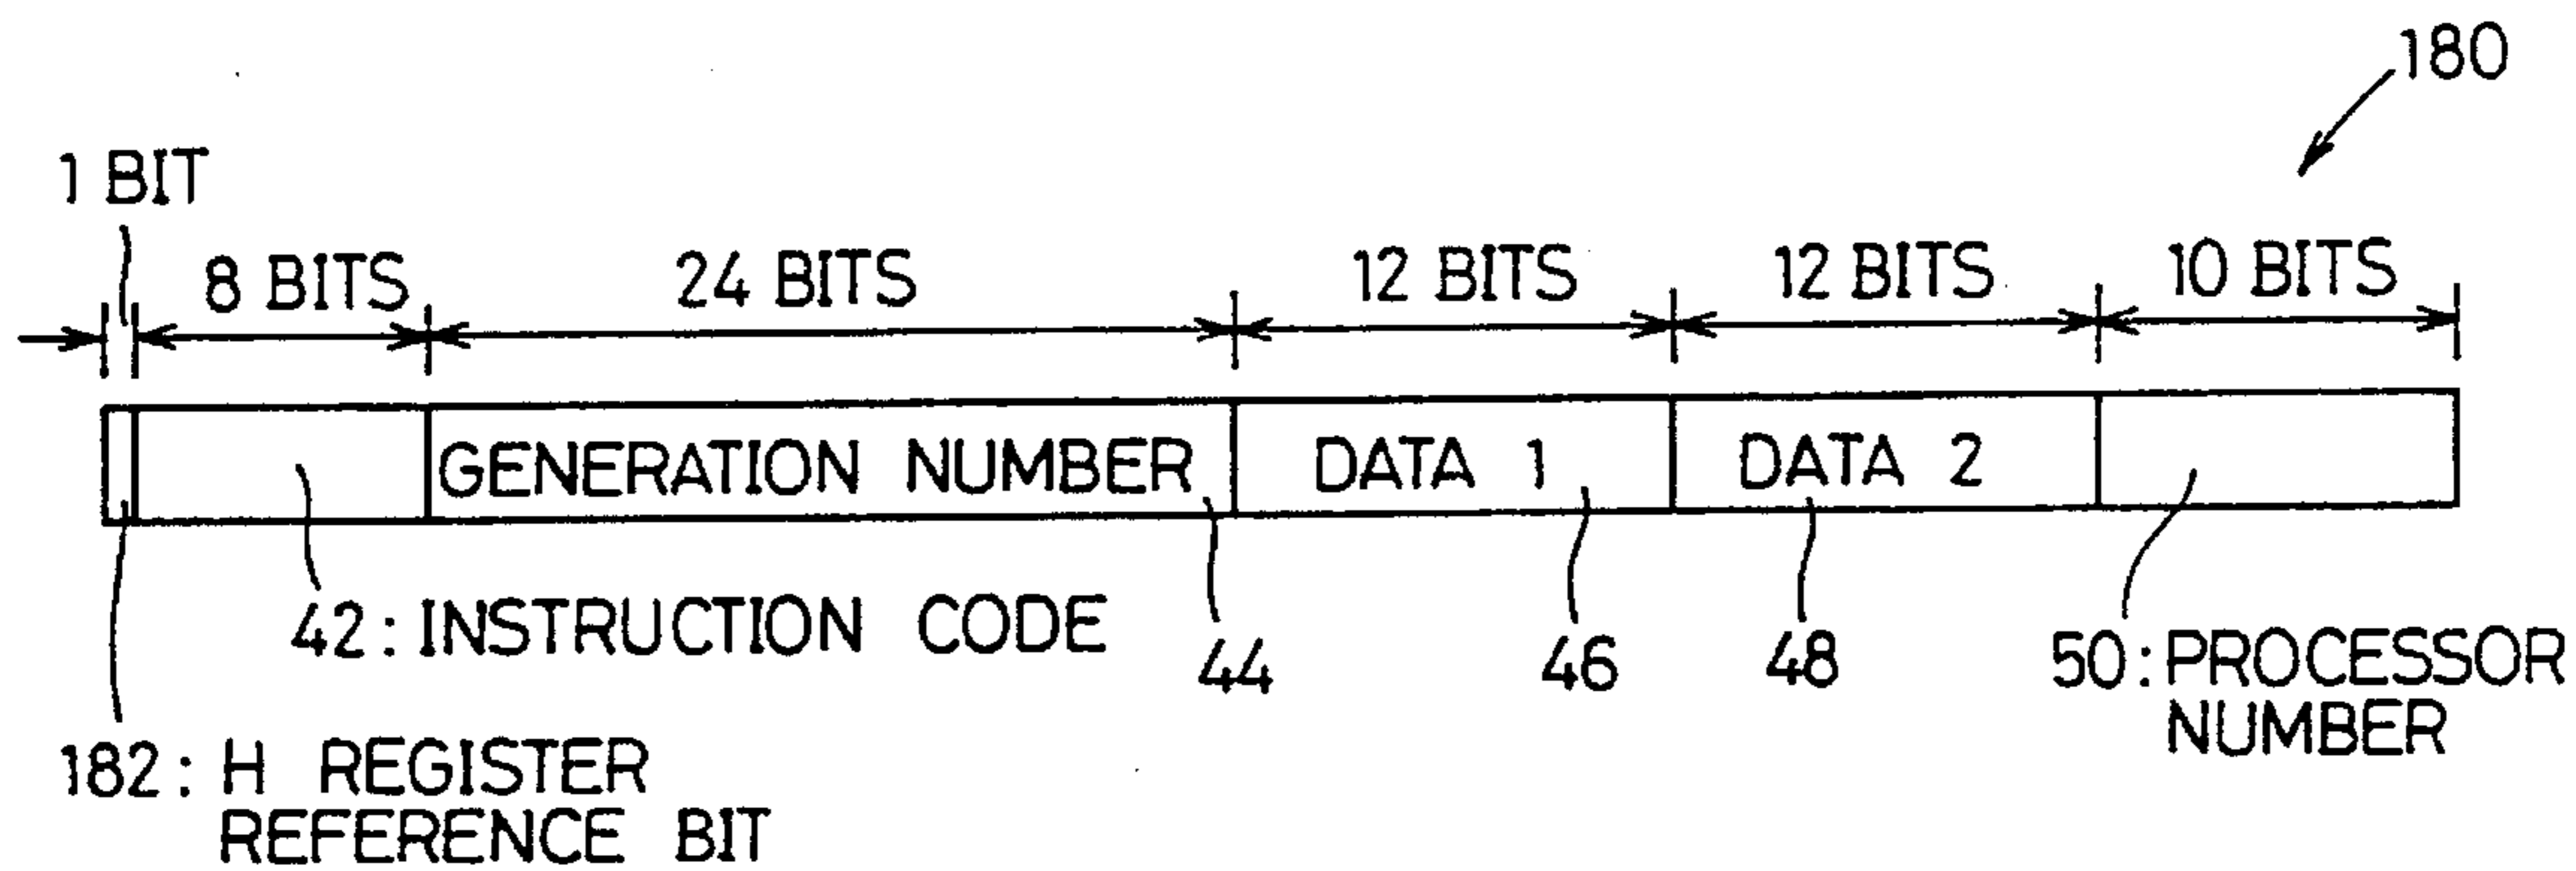 180
1 BIT
8 BITS
24 BITS
12 BITS
12 BITS
10 BITS
GENERATION NUMBER
DATA 1
DATA 2
42: INSTRUCTION CODE
44
46
48
50: PROCESSOR
NUMBER
182: H REGISTER
REFERENCE BIT